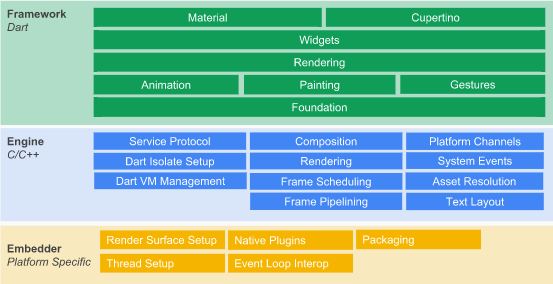 Framework
Dart
Material
Cupertino
Widgets
Rendering
Animation
Painting
Gestures
Foundation
Engine
C/C++
Service Protocol
Composition
Platform Channels
Dart Isolate Setup
Rendering
System Events
Dart VM Management
Frame Scheduling
Asset Resolution
Frame Pipelining
Text Layout
Embedder
Platform Specific
Render Surface Setup
Native Plugins
Packaging
Thread Setup
Event Loop Interop